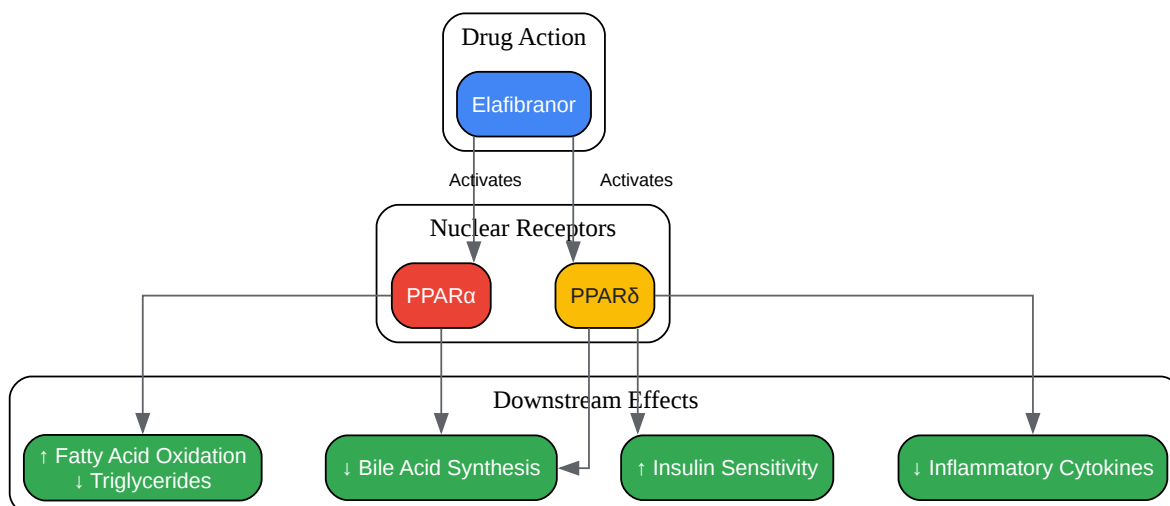 Drug Action
Elafibranor
Activates
Activates
Nuclear Receptors
PPARα
PPARδ
Downstream Effects
↑ Fatty Acid Oxidation
↓ Triglycerides
↓ Bile Acid Synthesis
↑ Insulin Sensitivity
↓ Inflammatory Cytokines